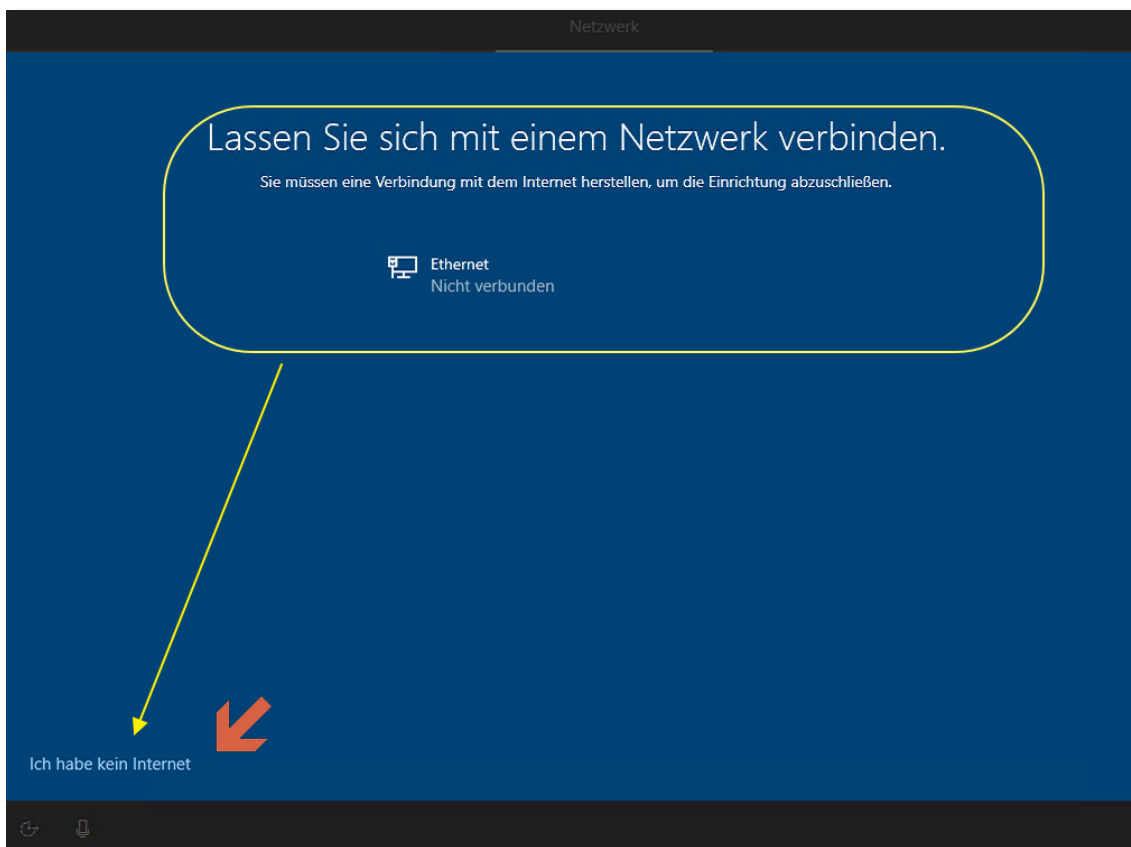 Netzwerk
Lassen Sie sich mit einem Netzwerk verbinden.
Sie müssen eine Verbindung mit dem Internet herstellen, um die Einrichtung abzuschließen.
Ethernet
Nicht verbunden
Ich habe kein Internet